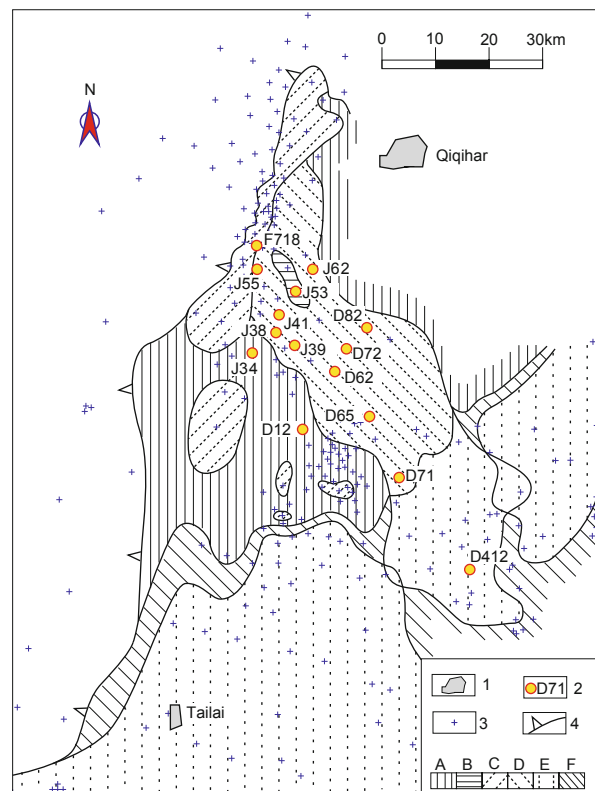 0 10 20 30km
N
Qiqihar
F718
J62
J55
J53
J41
D82
J38
J39
D72
J34
D62
D65
D12
D71
D412
Tailai
1
D71 2
3
4
A B C D E F